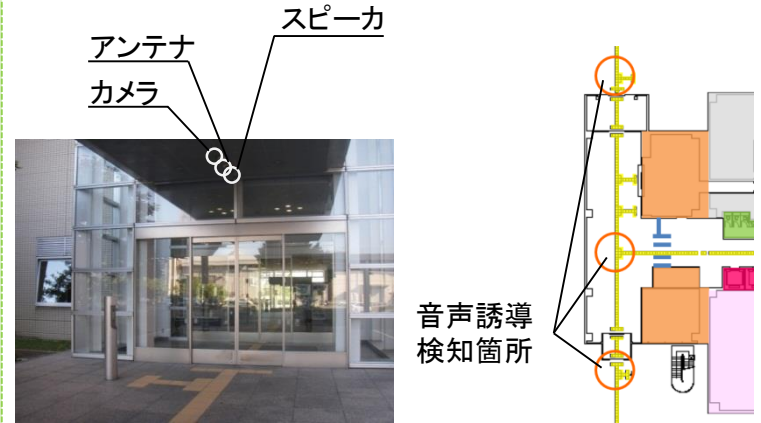 スピーカ
アンテナ
カメラ
音声誘導
検知箇所